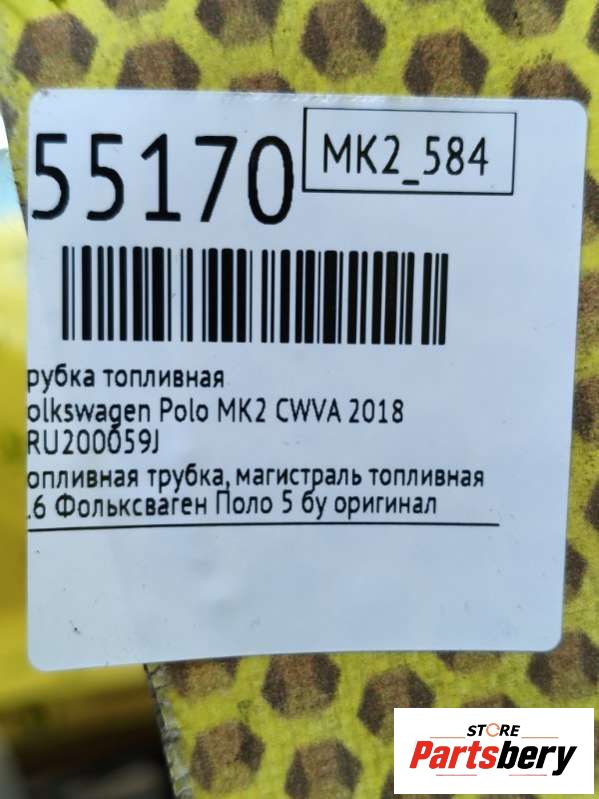 55170
MK2_584
рубка топливная
olkswagen Polo MK2 CWVA 2018
RU200059J
опливная трубка, магистраль топливная
.6 Фольксваген Поло 5 бу оригинал
STORE
Partsbery